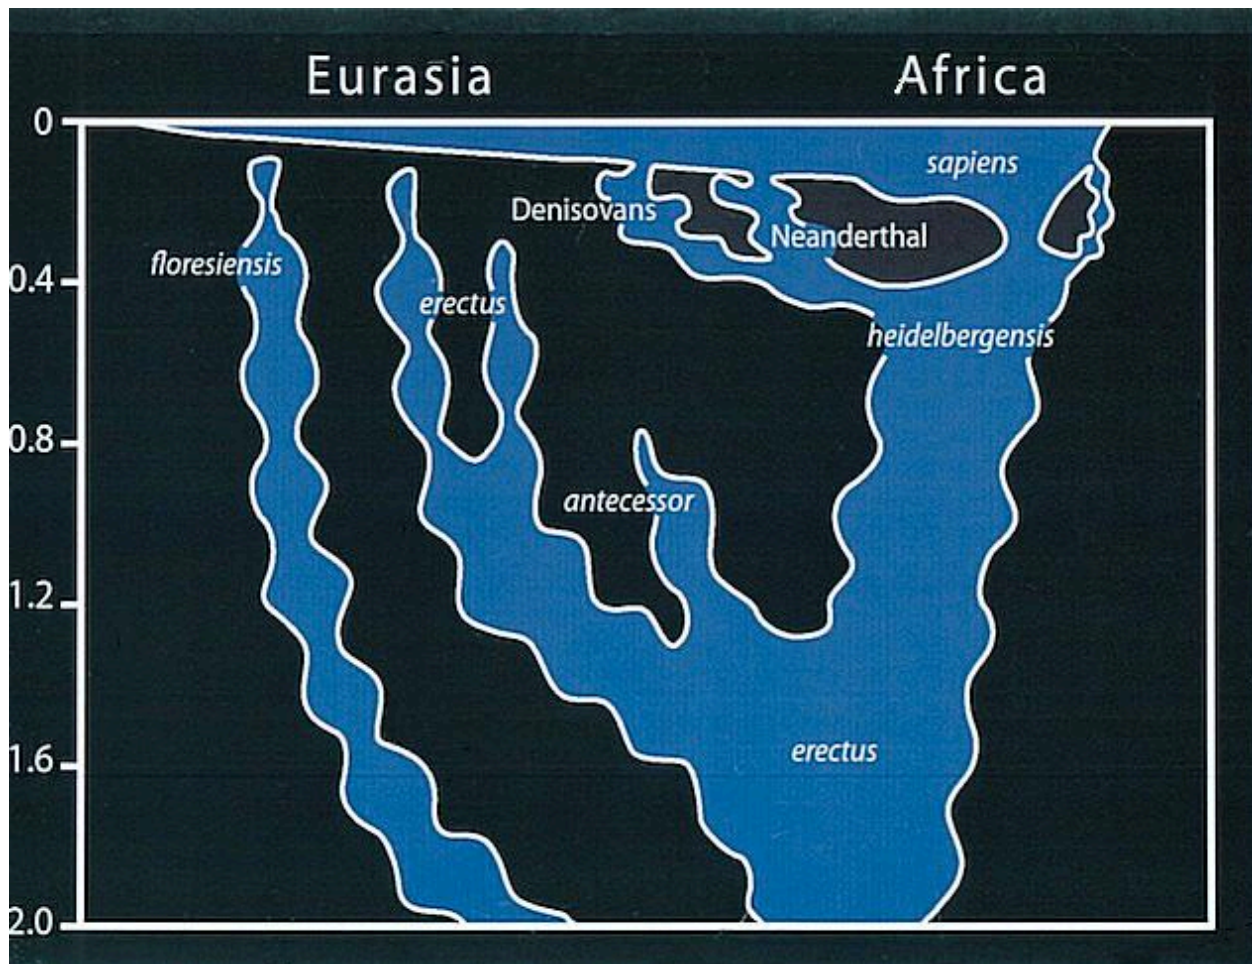 Eurasia Africa
0
sapiens
Denisovans
Neanderthal
floresiensis
0.4
erectus
heidelbergensis
0.8
antecessor
1.2
erectus
1.6
2.0